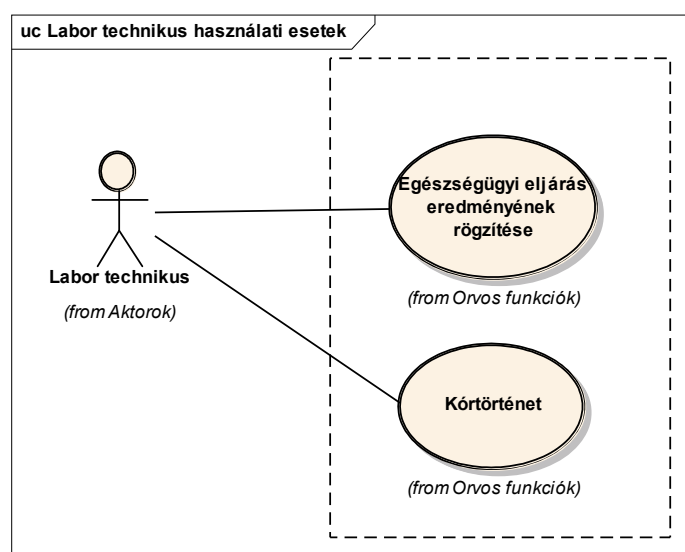 uc Labor technikus használati esetek
Egészségügyi eljárás
eredményének
rögzítése
(from Orvos funkciók)
Labor technikus
(from Aktorok)
Kórtörténet
(from Orvos funkciók)